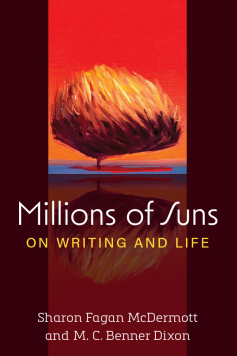 Millions of Suns
ON WRITING AND LIFE
Sharon Fagan McDermott
and M. C. Benner Dixon